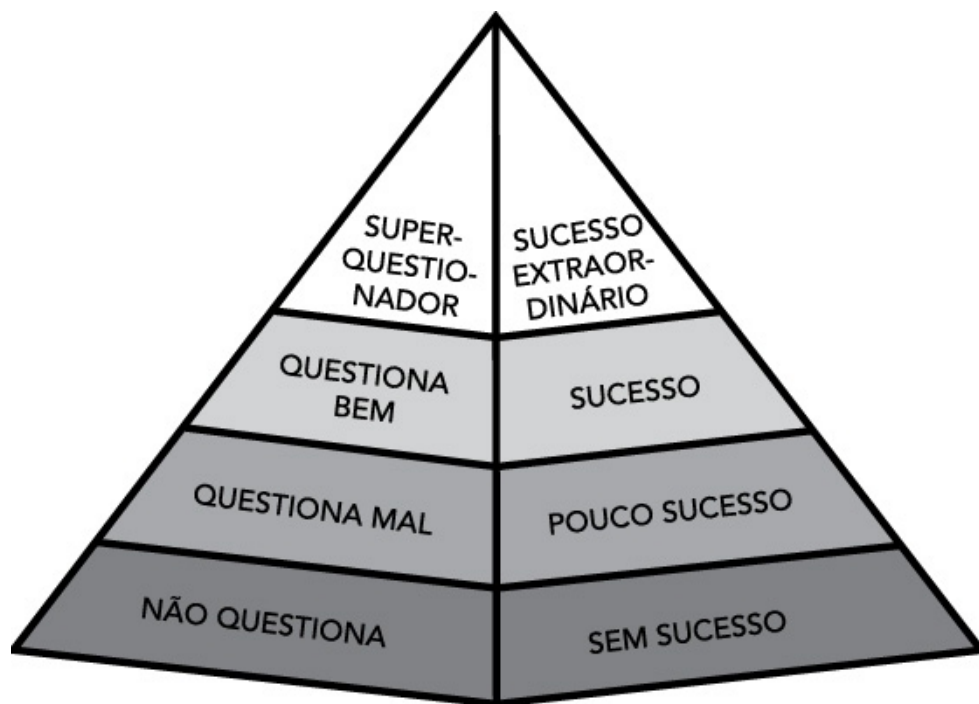 SUPER-
QUESTIO-
NADOR
SUCESSO
EXTRAOR-
DINÁRIO
QUESTIONA
BEM
SUCESSO
QUESTIONA MAL
POUCO SUCESSO
NÃO QUESTIONA
SEM SUCESSO